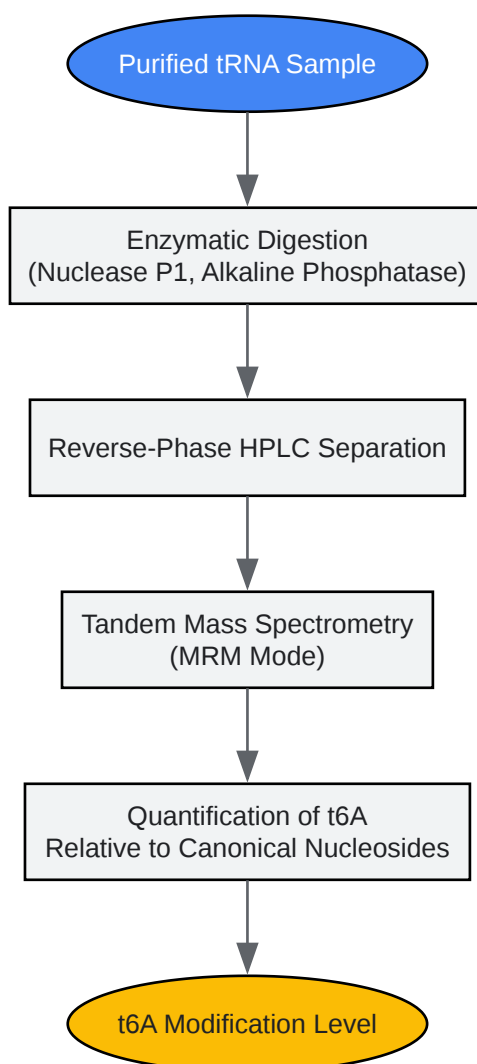 Purified tRNA Sample
Enzymatic Digestion
(Nuclease P1, Alkaline Phosphatase)
Reverse-Phase HPLC Separation
Tandem Mass Spectrometry
(MRM Mode)
Quantification of t6A
Relative to Canonical Nucleosides
t6A Modification Level